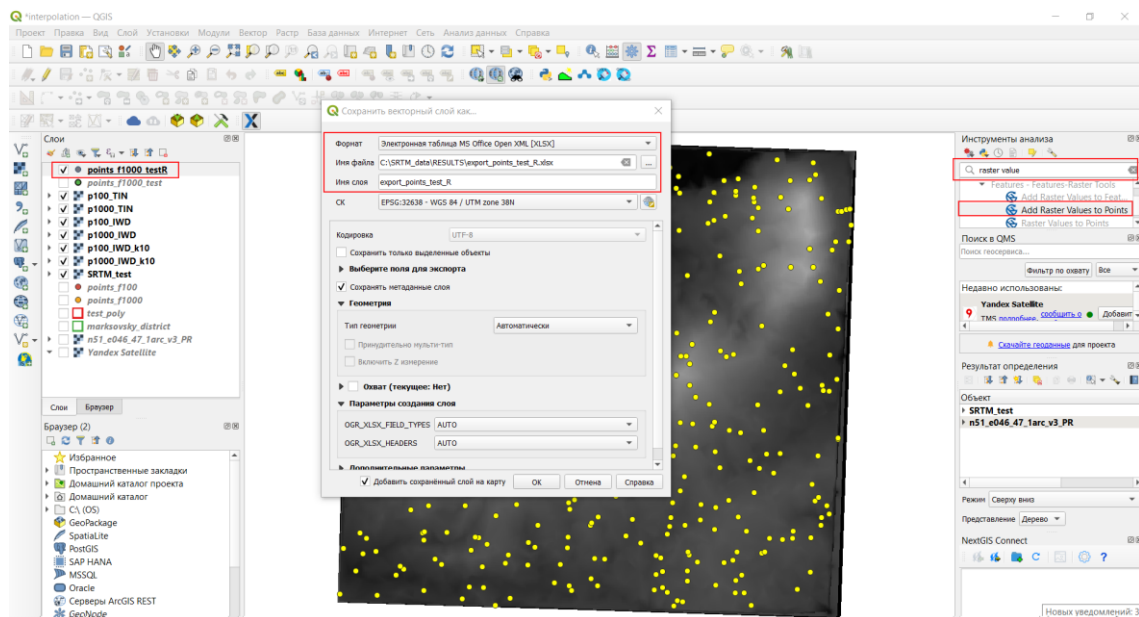 *interpolation — QGIS
Проект Правка Вид Слой Установки Модули Вектор Растр База данных Интернет Сеть Анализ данных Справка
Сохранить векторный слой как...
Формат Электронная таблица MS Office Open XML [XLSX]
Имя файла C:\SRTM_data\RESULTS\export_points_test_R.xlsx
Имя слоя export_points_test_R
СК EPSG:32638 - WGS 84 / UTM zone 38N
Кодировка UTF-8
Сохранить только выделенные объекты
Выберите поля для экспорта
Сохранять метаданные слоя
Геометрия
Тип геометрии Автоматически
Принудительно мульти-тип
Включить Z измерение
Охват (текущее: Нет)
Параметры создания слоя
OGR_XLSX_FIELD_TYPES AUTO
OGR_XLSX_HEADERS AUTO
Дополнительные параметры
Добавить сохранённый слой на карту ОК Отмена Справка
Слои
points_f1000_testR
points_f1000_test
p100_TIN
p1000_TIN
p100_IWD
p1000_IWD
p100_IWD_k10
p1000_IWD_k10
SRTM_test
points_f100
points_f1000
test_poly
marksovsky_district
n51_e046_47_1arc_v3_PR
Yandex Satellite
Слои Браузер
Браузер (2)
Избранное
Пространственные закладки
Домашний каталог проекта
Домашний каталог
C:\ (OS)
GeoPackage
SpatiaLite
PostGIS
SAP HANA
MSSQL
Oracle
Серверы ArcGIS REST
GeoNode
Инструменты анализа
raster value
Features - Features-Raster Tools
Add Raster Values to Feat...
Add Raster Values to Points
Raster Values to Points
Поиск в QMS
Поиск геосервиса...
Фильтр по охвату Все
Недавно использованы:
Yandex Satellite
TMS подробнее, сообщить о Добавит
Скачайте геоданные для проекта
Результат определения
Объект
SRTM_test
n51_e046_47_1arc_v3_PR
Режим Сверху вниз
Представление Дерево
NextGIS Connect
Новых уведомлений: 3